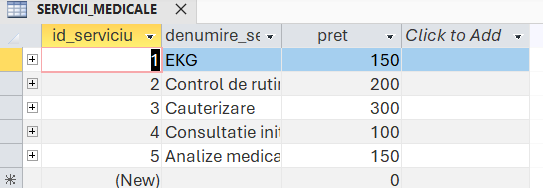 SERVICII_MEDICALE
id_serviciu denumire_se pret Click to Add
1 EKG 150
2 Control de rutin 200
3 Cauterizare 300
4 Consultatie init 100
5 Analize medica 150
(New) 0